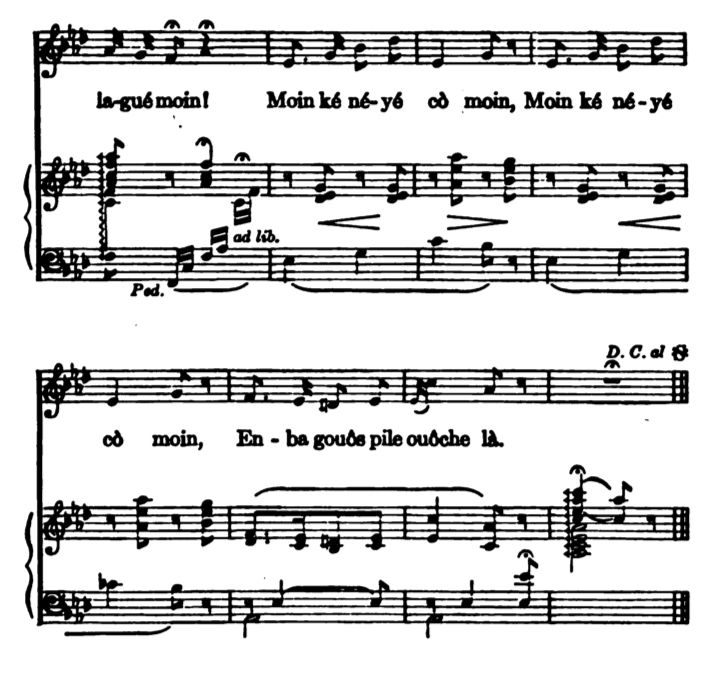 la-gué moin! Moin ké né-yé cò moin, Moin ké né-yé
ad lib.
Ped.
D. C. al
cò moin, En - ba gouôs pile ouôche là.